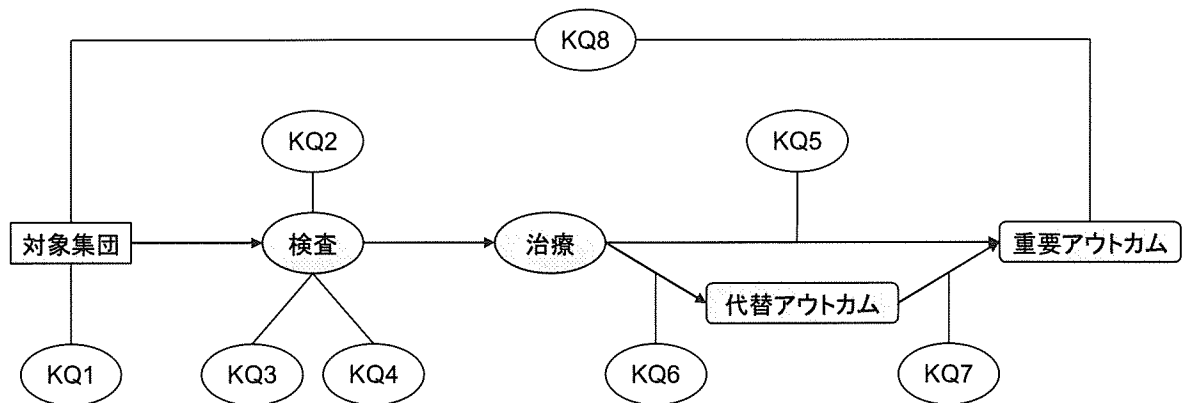 KQ8
KQ2
KQ5
対象集団
検査
治療
重要アウトカム
代替アウトカム
KQ1
KQ3
KQ4
KQ6
KQ7